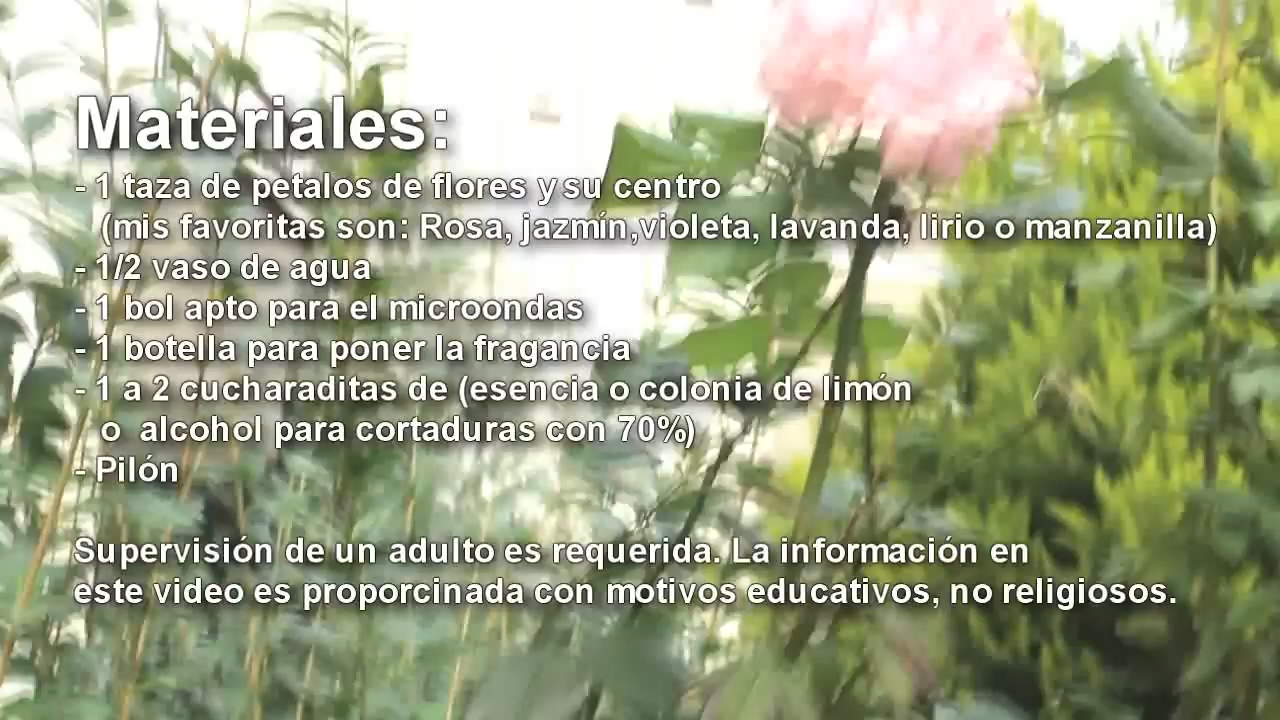 Materiales:
- 1 taza de petalos de flores y su centro
(mis favoritas son: Rosa, jazmín,violeta, lavanda, lirio o manzanilla)
- 1/2 vaso de agua
- 1 bol apto para el microondas
- 1 botella para poner la fragancia
- 1 a 2 cucharaditas de (esencia o colonia de limón
o alcohol para cortaduras con 70%)
- Pilón
Supervisión de un adulto es requerida. La información en
este video es proporcinada con motivos educativos, no religiosos.